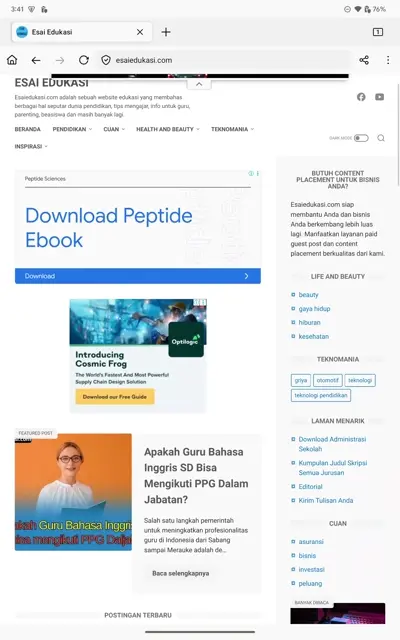 3:41
76%
Esai Edukasi
1
esaiedukasi.com
ESAI EDUKASI
Esaiedukasi.com adalah sebuah website edukasi yang membahas
berbagai hal seputar dunia pendidikan, tips mengajar, info untuk guru,
parenting, beasiswa dan masih banyak lagi.
BERANDA PENDIDIKAN CUAN HEALTH AND BEAUTY TEKNOMANIA
INSPIRASI
DARK MODE
Peptide Sciences
Download Peptide
Ebook
Download
Optilogic
Introducing
Cosmic Frog
The World's Fastest And Most Powerful
Supply Chain Design Solution
Download our Free Guide
FEATURED POST
Apakah Guru Bahasa
Inggris SD Bisa
Mengikuti PPG Dalam
Jabatan?
Salah satu langkah pemerintah
untuk meningkatkan profesionalitas
guru di Indonesia dari Sabang
sampai Merauke adalah de...
Baca selengkapnya
akah Guru Bahasa Inggris
isa mengikuti PPG Dalja
POSTINGAN TERBARU
BUTUH CONTENT
PLACEMENT UNTUK BISNIS
ANDA?
Esaiedukasi.com siap
membantu Anda dan bisnis
Anda berkembang lebih luas
lagi. Manfaatkan layanan paid
guest post dan content
placement berkualitas dari kami.
LIFE AND BEAUTY
beauty
gaya hidup
hiburan
kesehatan
TEKNOMANIA
griya otomotif teknologi
teknologi pendidikan
LAMAN MENARIK
Download Administrasi
Sekolah
Kumpulan Judul Skripsi
Semua Jurusan
Editorial
Kirim Tulisan Anda
CUAN
asuransi
bisnis
investasi
peluang
BANYAK DIBACA